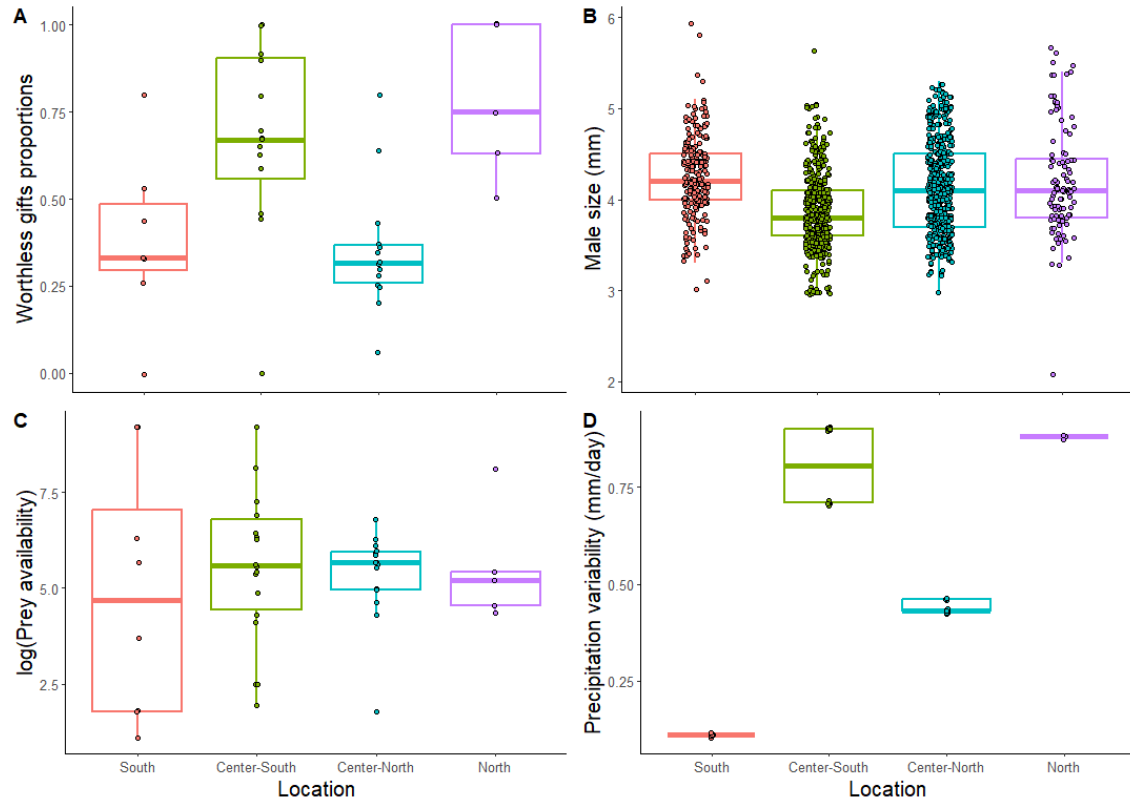 A
Worthless gifts proportions
1.00
0.75
0.50
0.25
0.00
B
Male size (mm)
6
5
4
3
2
C
log(Prey availability)
7.5
5.0
2.5
South
Center-South
Center-North
North
Location
D
Precipitation variability (mm/day)
0.75
0.50
0.25
South
Center-South
Center-North
North
Location